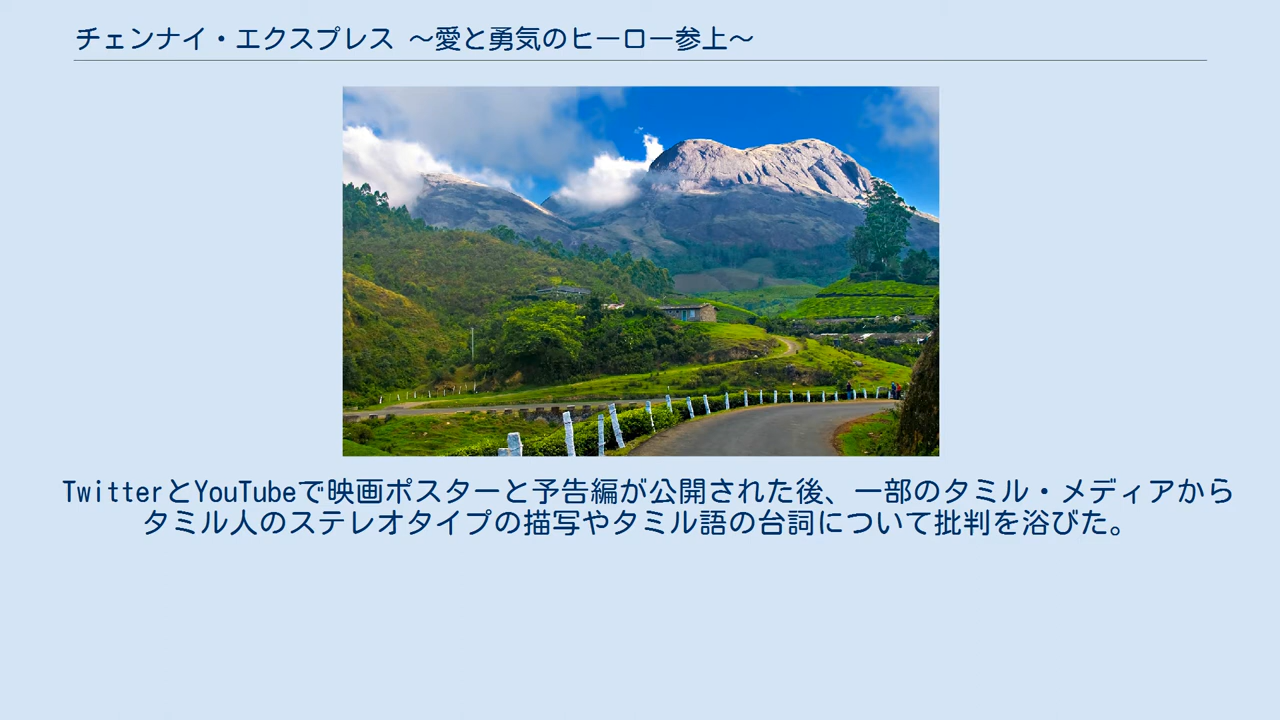 チェンナイ・エクスプレス ～愛と勇気のヒーロー参上～
TwitterとYouTubeで映画ポスターと予告編が公開された後、一部のタミル・メディアから
タミル人のステレオタイプの描写やタミル語の台詞について批判を浴びた。